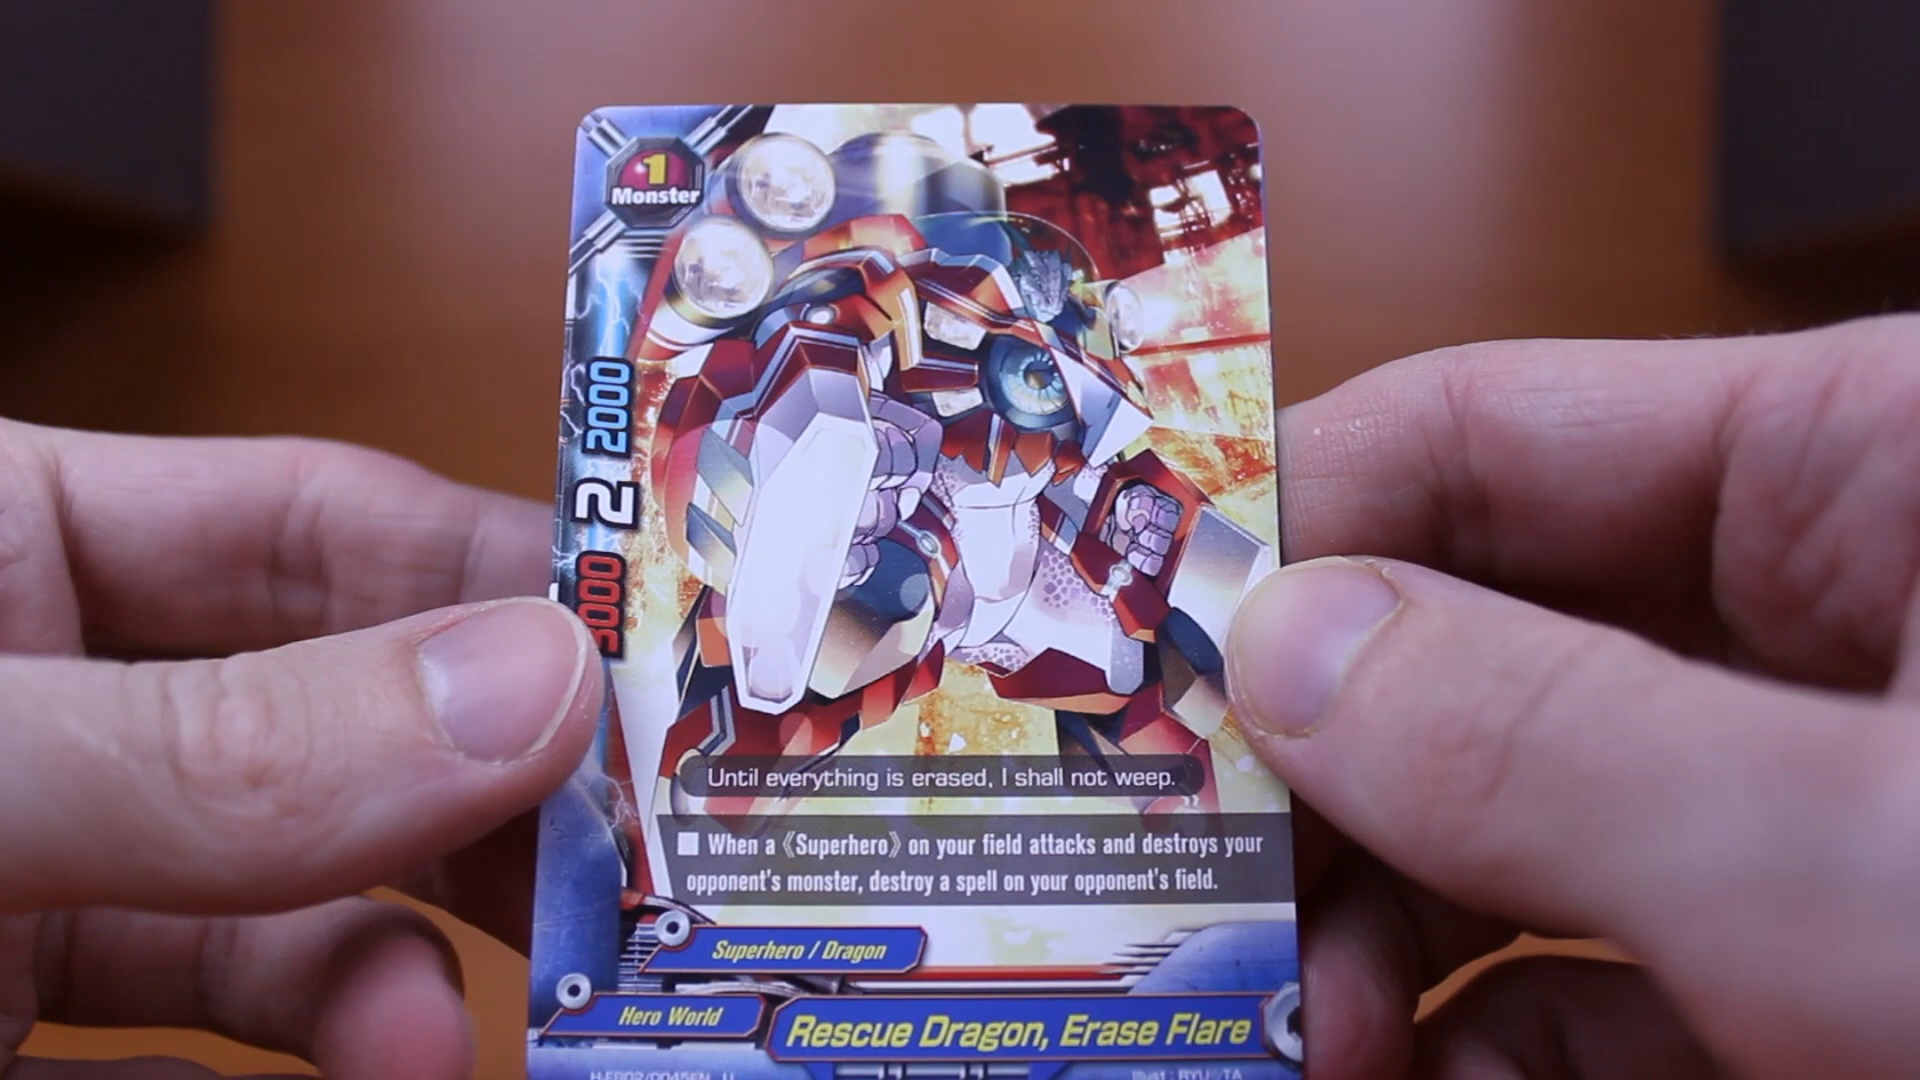 1
Monster
2000
2
3000
Until everything is erased, I shall not weep.
■ When a 《Superhero》 on your field attacks and destroys your
opponent's monster, destroy a spell on your opponent's field.
Superhero / Dragon
Hero World
Rescue Dragon, Erase Flare